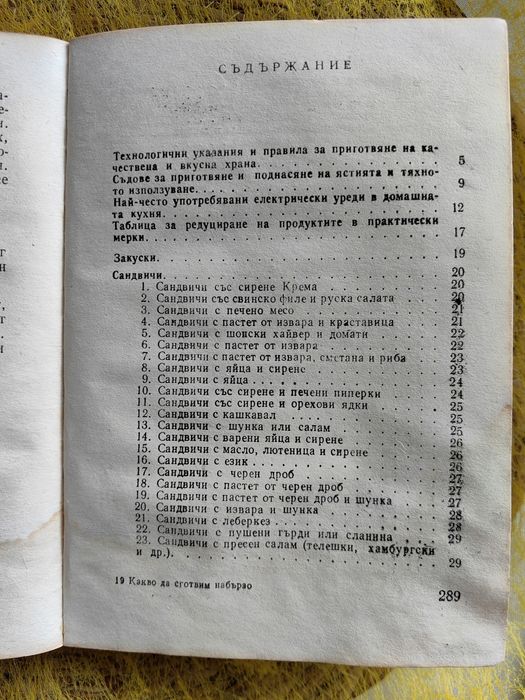 а-
е-
и.
х,
о-
и.
се
т
н
,
т
и
СЪДЪРЖАНИЕ
Технологични указания и правила за приготвяне на ка-
чествена и вкусна храна. . . . . . . . . . 5
Съдове за приготвяне и поднасяне на ястията и тяхно-
то използуване. . . . . . . . . . 9
Най-често употребявани електрически уреди в домашна-
та кухня. . . . . . . . . . 12
Таблица за редуциране на продуктите в практически
мерки. . . . . . . . . . 17
Закуски. . . . . . . . . . 19
Сандвичи. . . . . . . . . . 20
1. Сандвичи със сирене Крема . . . . . 20
2. Сандвичи със свинско филе и руска салата . . . 20
3. Сандвичи с печено месо . . . . . 21
4. Сандвичи с пастет от извара и краставица . . . 21
5. Сандвичи с шопски хайвер и домати . . . 22
6. Сандвичи с пастет от извара . . . . . 22
7. Сандвичи с пастет от извара, сметана и риба . . 23
8. Сандвичи с яйца и сирене . . . . . 23
9. Сандвичи с яйца . . . . . 24
10. Сандвичи със сирене и печени пиперки . . . 24
11. Сандвичи със сирене и орехови ядки . . . 25
12. Сандвичи с кашкавал . . . . . 25
13. Сандвичи с шунка или салам . . . . . 25
14. Сандвичи с варени яйца и сирене . . . . 26
15. Сандвичи с масло, лютеница и сирене . . . 26
16. Сандвичи с език . . . . . 26
17. Сандвичи с черен дроб . . . . . 27
18. Сандвичи с пастет от черен дроб . . . . 27
19. Сандвичи с пастет от черен дроб и шунка . . . 27
20. Сандвичи с извара и шунка . . . . . 28
21. Сандвичи с леберкез . . . . . 28
22. Сандвичи с пушени гърди или сланина . . . 29
23. Сандвичи с пресен салам (телешки, хамбургски
и др.). . . . . . . . . . 29
19 Какво да сготвим набързо
289